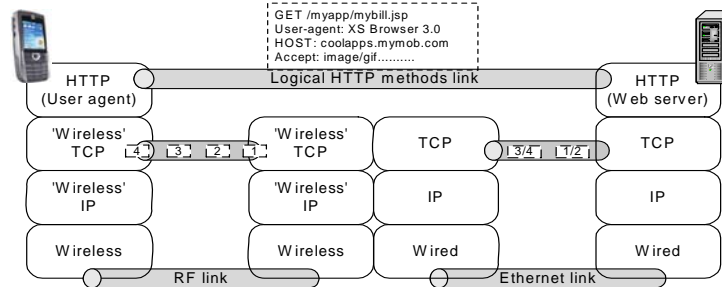 GET /myapp/mybill.jsp
User-agent: XS Browser 3.0
HOST: coolapps.mymob.com
Accept: image/gif..........
HTTP
(User agent)
Logical HTTP methods link
HTTP
(Web server)
'Wireless'
TCP
4 3 2 1
'Wireless'
TCP
TCP
3/4 1/2
TCP
'Wireless'
IP
'Wireless'
IP
IP
IP
Wireless
Wireless
Wired
Wired
RF link
Ethernet link